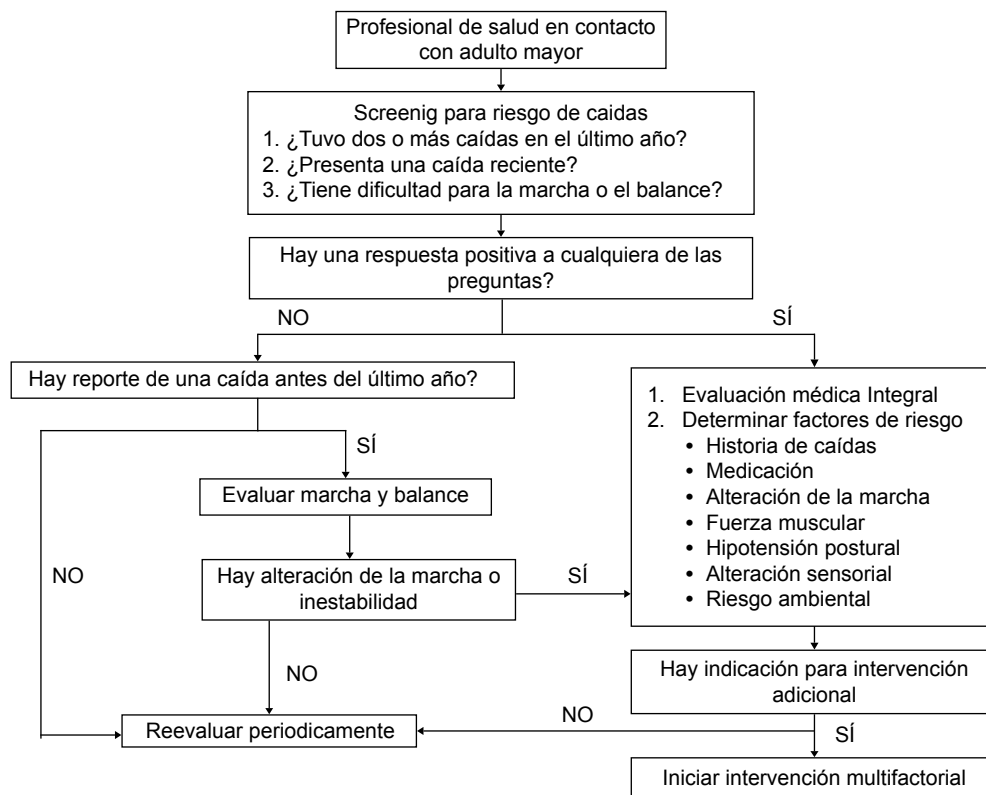 Profesional de salud en contacto
con adulto mayor
Screenig para riesgo de caidas
1. ¿Tuvo dos o más caídas en el último año?
2. ¿Presenta una caída reciente?
3. ¿Tiene dificultad para la marcha o el balance?
Hay una respuesta positiva a cualquiera de las
preguntas?
NO
SÍ
Hay reporte de una caída antes del último año?
SÍ
Evaluar marcha y balance
NO
Hay alteración de la marcha o
inestabilidad
SÍ
NO
Reevaluar periodicamente
1. Evaluación médica Integral
2. Determinar factores de riesgo
• Historia de caídas
• Medicación
• Alteración de la marcha
• Fuerza muscular
• Hipotensión postural
• Alteración sensorial
• Riesgo ambiental
Hay indicación para intervención
adicional
NO
SÍ
Iniciar intervención multifactorial